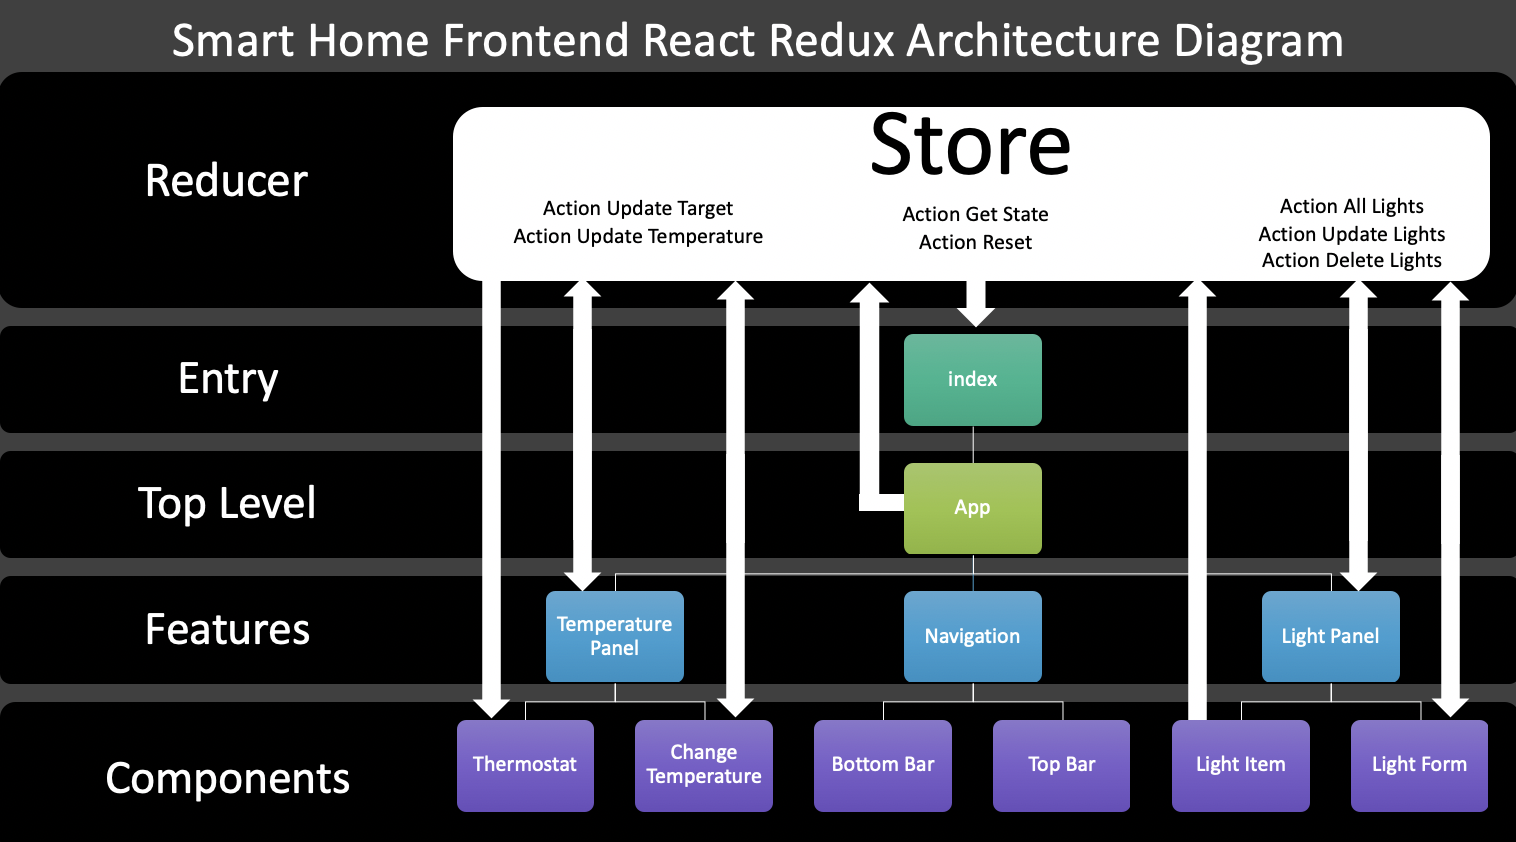 Smart Home Frontend React Redux Architecture Diagram
Reducer
Store
Action Update Target
Action Update Temperature
Action Get State
Action Reset
Action All Lights
Action Update Lights
Action Delete Lights
Entry
index
Top Level
App
Features
Temperature
Panel
Navigation
Light Panel
Components
Thermostat
Change
Temperature
Bottom Bar
Top Bar
Light Item
Light Form